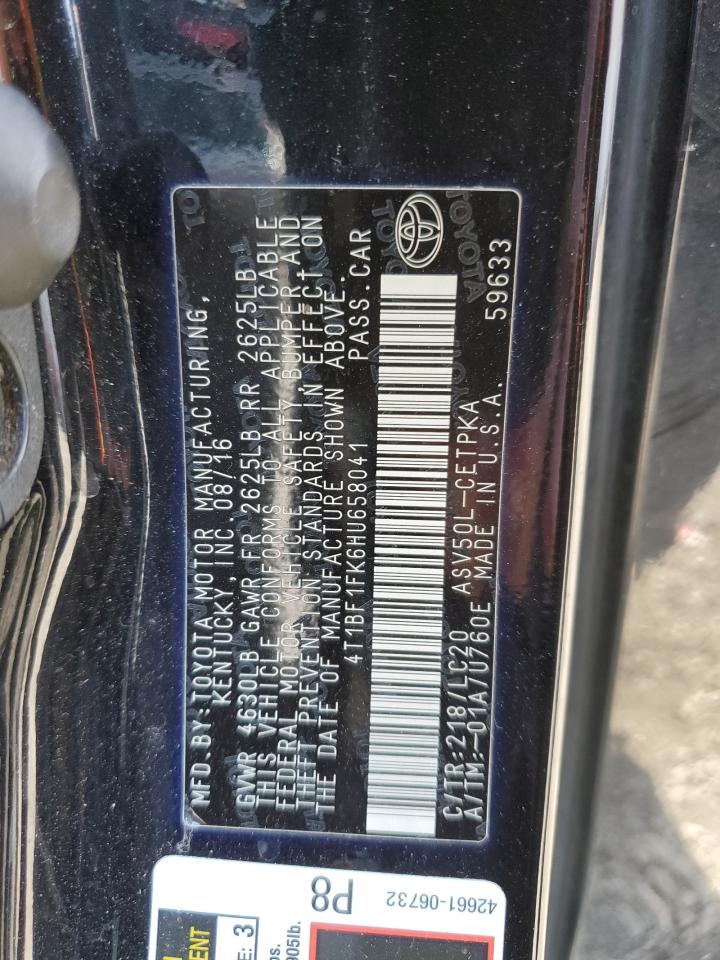 MFD.BY:TOYOTA MOTOR MANUFACTURING,
KENTUCKY, INC. 08/16
GVWR 4630LB GAWR FR 2625LB RR 2625LB
THIS VEHICLE CONFORMS TO ALL APPLICABLE
FEDERAL MOTOR VEHICLE SAFETY, BUMPER AND
THEFT PREVENTION STANDARDS IN EFFECT ON
THE DATE OF MANUFACTURE SHOWN ABOVE.
4T1BF1FK6HU658041 PASS.CAR
TOYOTA
C/TR:218/LC20 ASV50L-CETPKA 59633
A/TM:-01A/U760E MADE IN U.S.A.
P8
42661-06732
3
905lb.